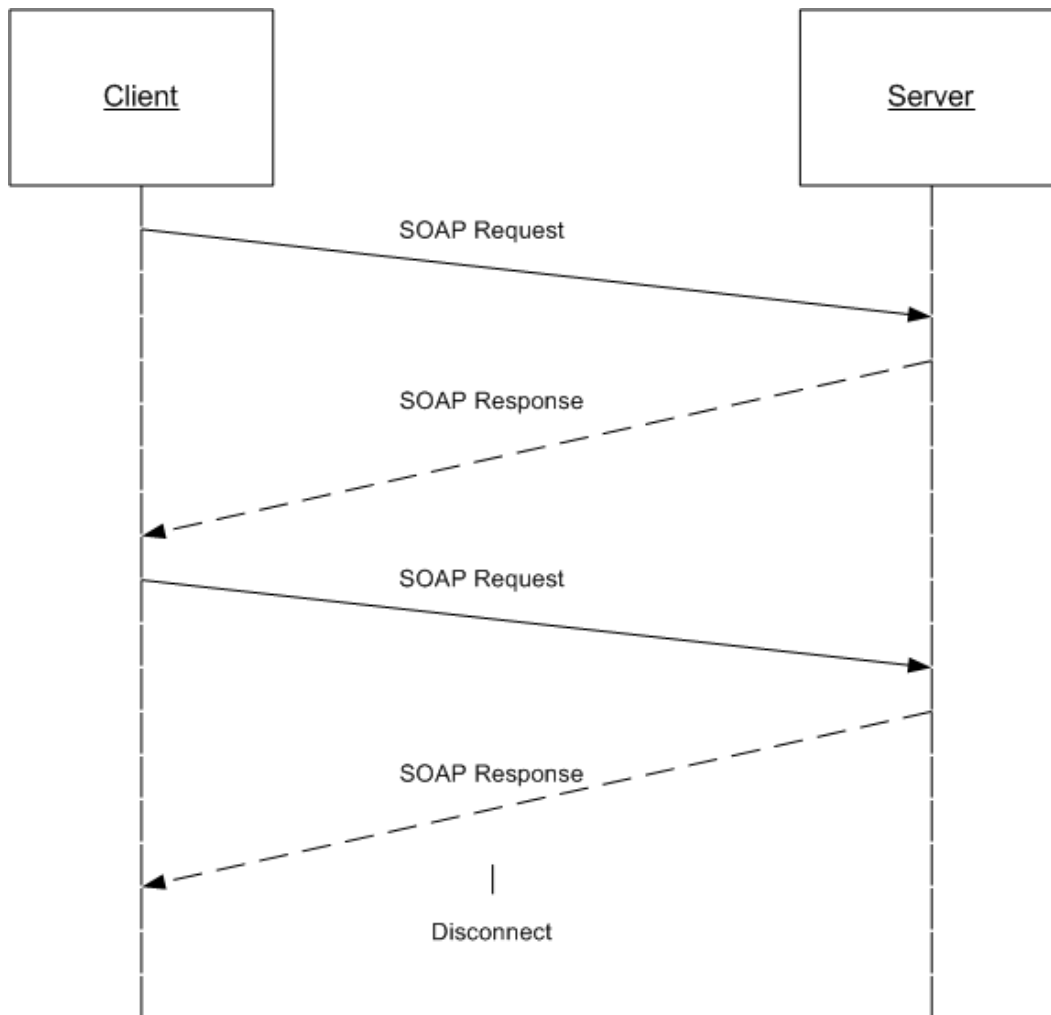 Client
Server
SOAP Request
SOAP Response
SOAP Request
SOAP Response
Disconnect